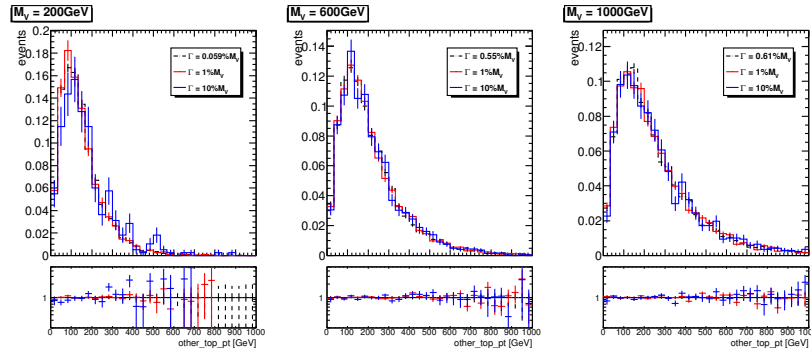 M_V = 200GeV
events
0.2
0.18
0.16
0.14
0.12
0.1
0.08
0.06
0.04
0.02
0
Γ = 0.059%M_V
Γ = 1%M_V
Γ = 10%M_V
1
0 100 200 300 400 500 600 700 800 900 1000
other_top_pt [GeV]
M_V = 600GeV
events
0.14
0.12
0.1
0.08
0.06
0.04
0.02
0
Γ = 0.55%M_V
Γ = 1%M_V
Γ = 10%M_V
1
0 100 200 300 400 500 600 700 800 900 1000
other_top_pt [GeV]
M_V = 1000GeV
events
0.12
0.1
0.08
0.06
0.04
0.02
0
Γ = 0.61%M_V
Γ = 1%M_V
Γ = 10%M_V
1
0 100 200 300 400 500 600 700 800 900 1000
other_top_pt [GeV]